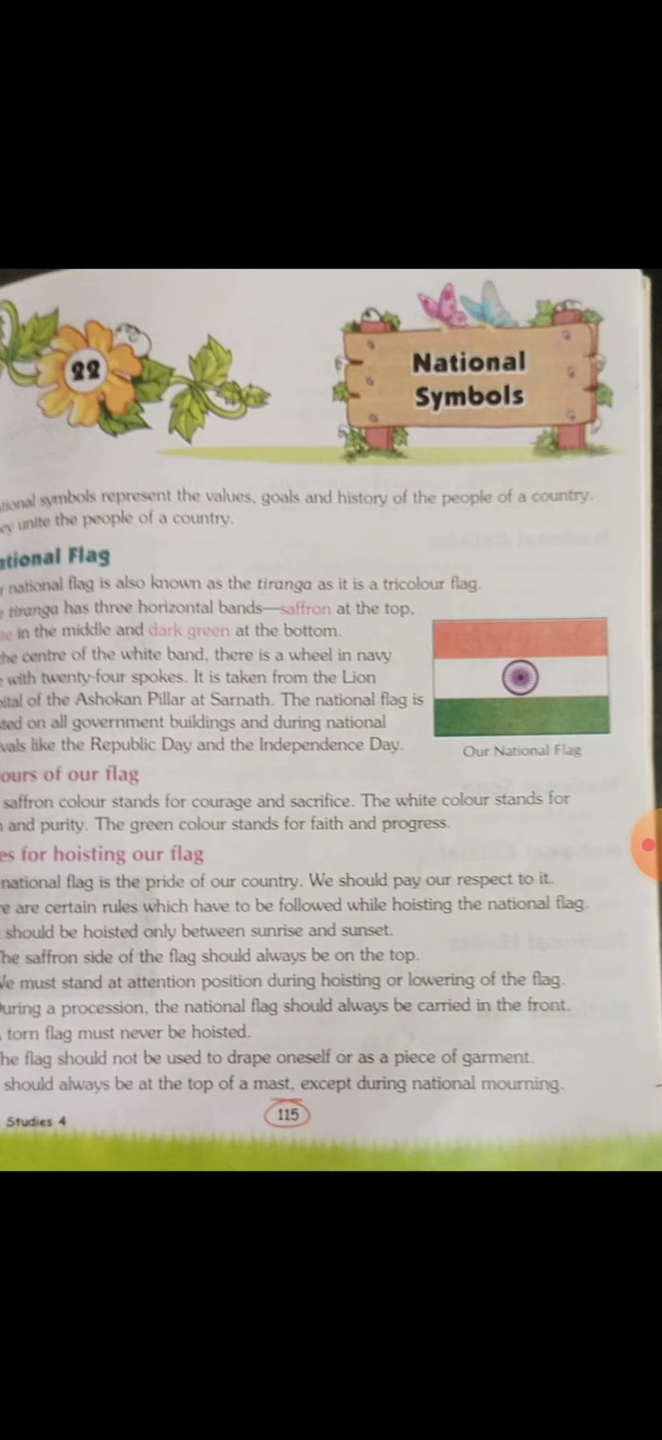 22
National
Symbols
tional symbols represent the values, goals and history of the people of a country.
ey unite the people of a country.
ational Flag
r national flag is also known as the tiranga as it is a tricolour flag.
e tiranga has three horizontal bands—saffron at the top,
te in the middle and dark green at the bottom.
he centre of the white band, there is a wheel in navy
e with twenty-four spokes. It is taken from the Lion
pital of the Ashokan Pillar at Sarnath. The national flag is
sted on all government buildings and during national
vals like the Republic Day and the Independence Day.
Our National Flag
ours of our flag
saffron colour stands for courage and sacrifice. The white colour stands for
h and purity. The green colour stands for faith and progress.
es for hoisting our flag
national flag is the pride of our country. We should pay our respect to it.
re are certain rules which have to be followed while hoisting the national flag.
should be hoisted only between sunrise and sunset.
The saffron side of the flag should always be on the top.
We must stand at attention position during hoisting or lowering of the flag.
During a procession, the national flag should always be carried in the front.
torn flag must never be hoisted.
The flag should not be used to drape oneself or as a piece of garment.
should always be at the top of a mast, except during national mourning.
Studies 4
115